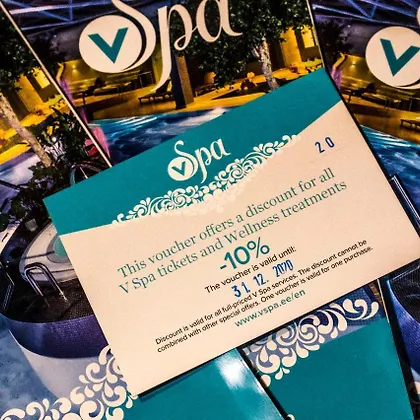 V Spa
V
V Spa
20
This voucher offers a discount for all
V Spa tickets and Wellness treatments
-10%
The voucher is valid until:
31. 12. 2020
Discount is valid for all full-priced V Spa services. The discount cannot be
combined with other special offers. One voucher is valid for one purchase.
www.vspa.ee/en